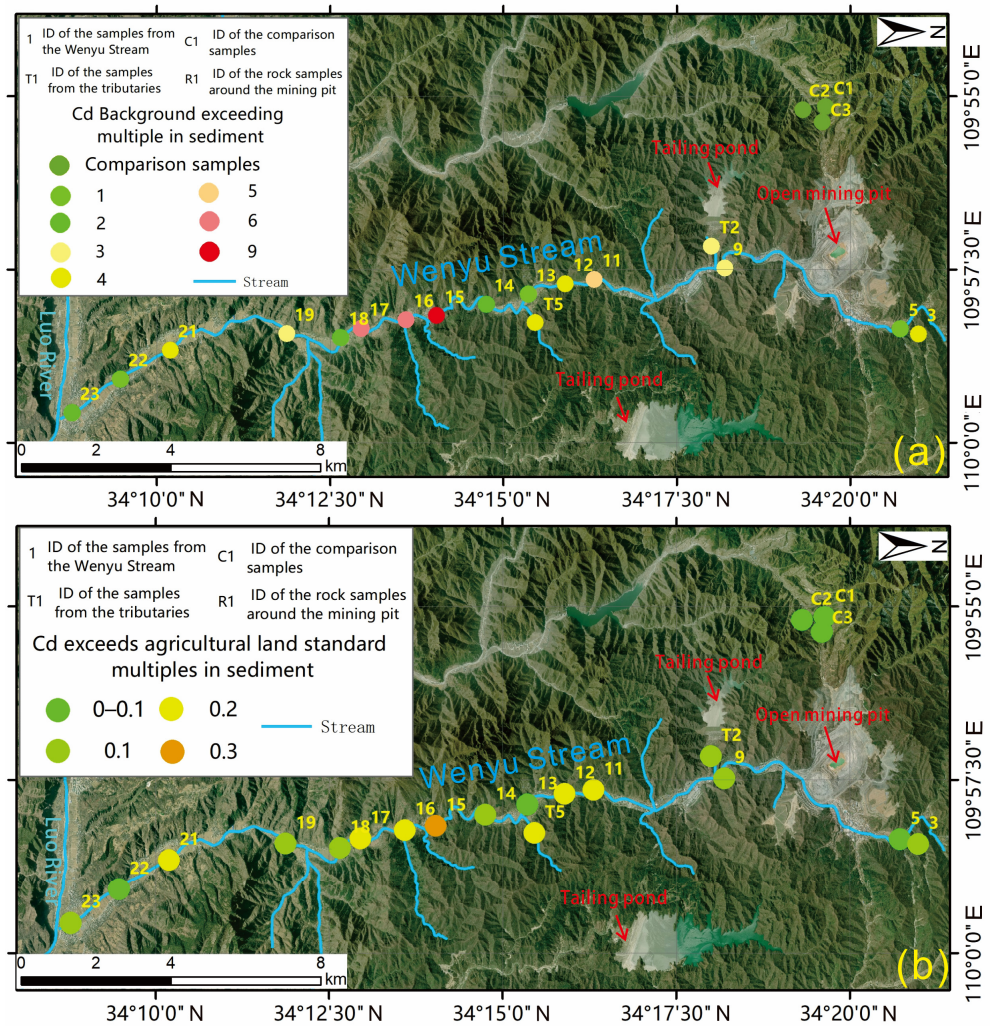 1 ID of the samples from
the Wenyu Stream
C1 ID of the comparison
samples
T1 ID of the samples
from the tributaries
R1 ID of the rock samples
around the mining pit
Cd Background exceeding
multiple in sediment
Comparison samples
1
2
3
4
5
6
9
Stream
N
C2 C1
C3
Tailing pond
Open mining pit
T2
9
Wenyu Stream
11
12
13
T5
14
15
16
17
18
19
21
22
23
5
3
Luo River
Tailing pond
(a)
0 2 4 8
km
109°55'0"E
109°57'30"E
110°0'0"E
34°10'0"N 34°12'30"N 34°15'0"N 34°17'30"N 34°20'0"N
1 ID of the samples from
the Wenyu Stream
C1 ID of the comparison
samples
T1 ID of the samples
from the tributaries
R1 ID of the rock samples
around the mining pit
Cd exceeds agricultural land standard
multiples in sediment
0–0.1
0.1
0.2
0.3
Stream
N
C2 C1
C3
Tailing pond
Open mining pit
T2
9
Wenyu Stream
11
12
13
T5
14
15
16
17
18
19
21
22
23
5
3
Luo River
Tailing pond
(b)
0 2 4 8
km
109°55'0"E
109°57'30"E
110°0'0"E
34°10'0"N 34°12'30"N 34°15'0"N 34°17'30"N 34°20'0"N